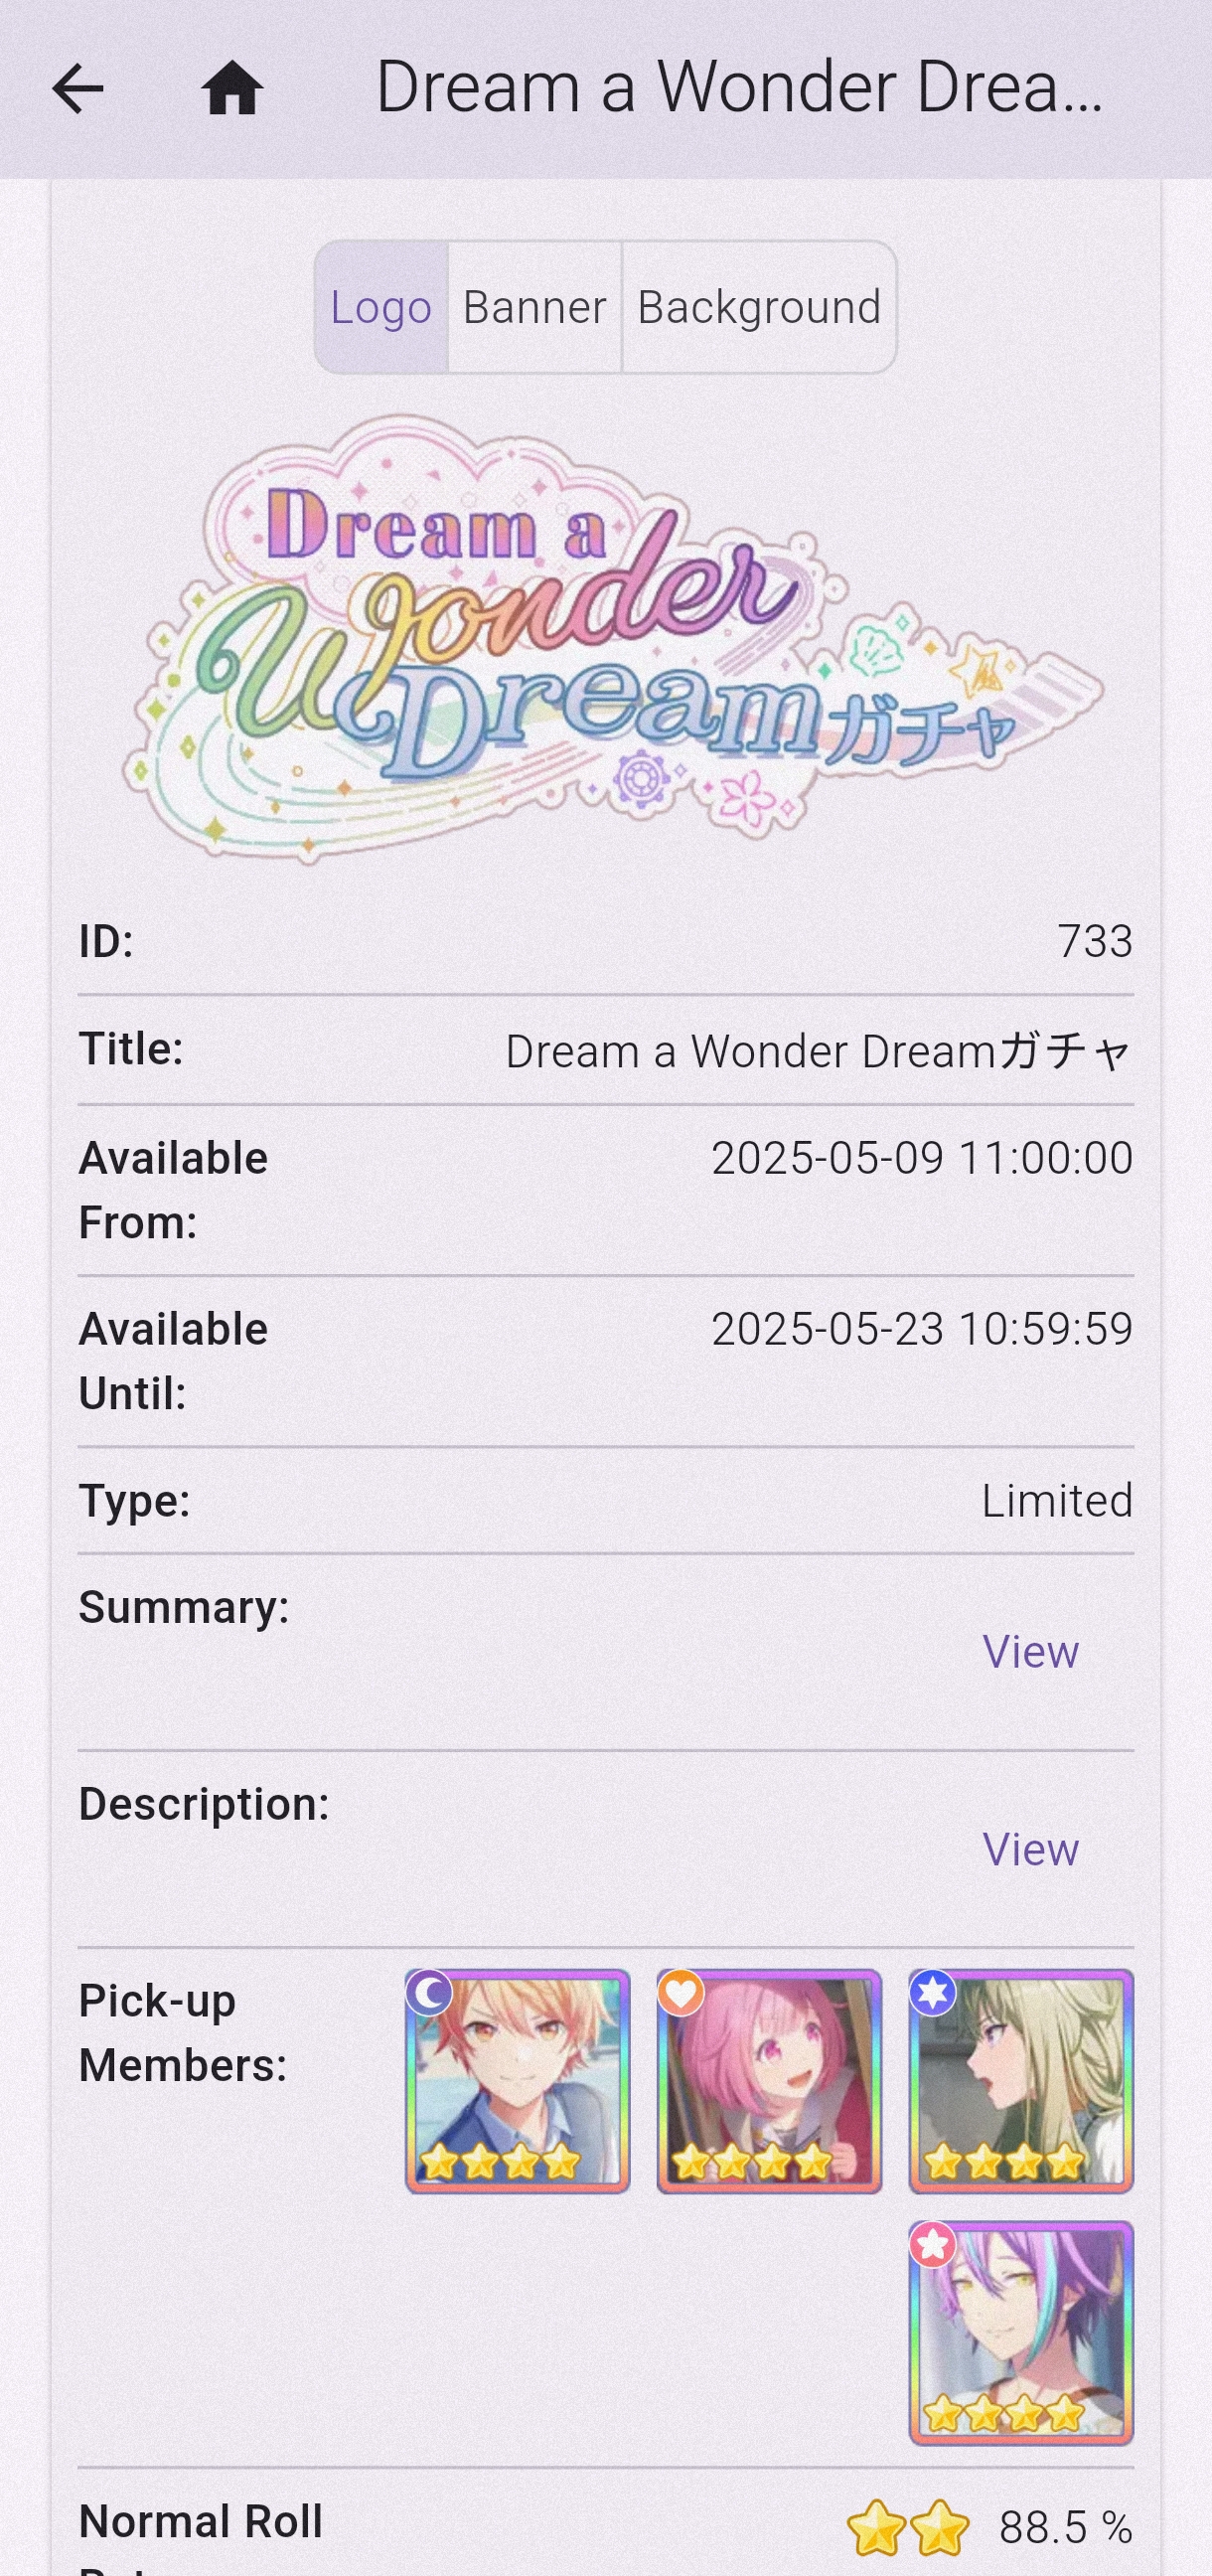 Dream a Wonder Drea...
Logo Banner Background
Dream a
Wonder
Dreamガチャ
ID: 733
Title: Dream a Wonder Dreamガチャ
Available 2025-05-09 11:00:00
From:
Available 2025-05-23 10:59:59
Until:
Type: Limited
Summary:
View
Description:
View
Pick-up
Members:
Normal Roll 88.5 %